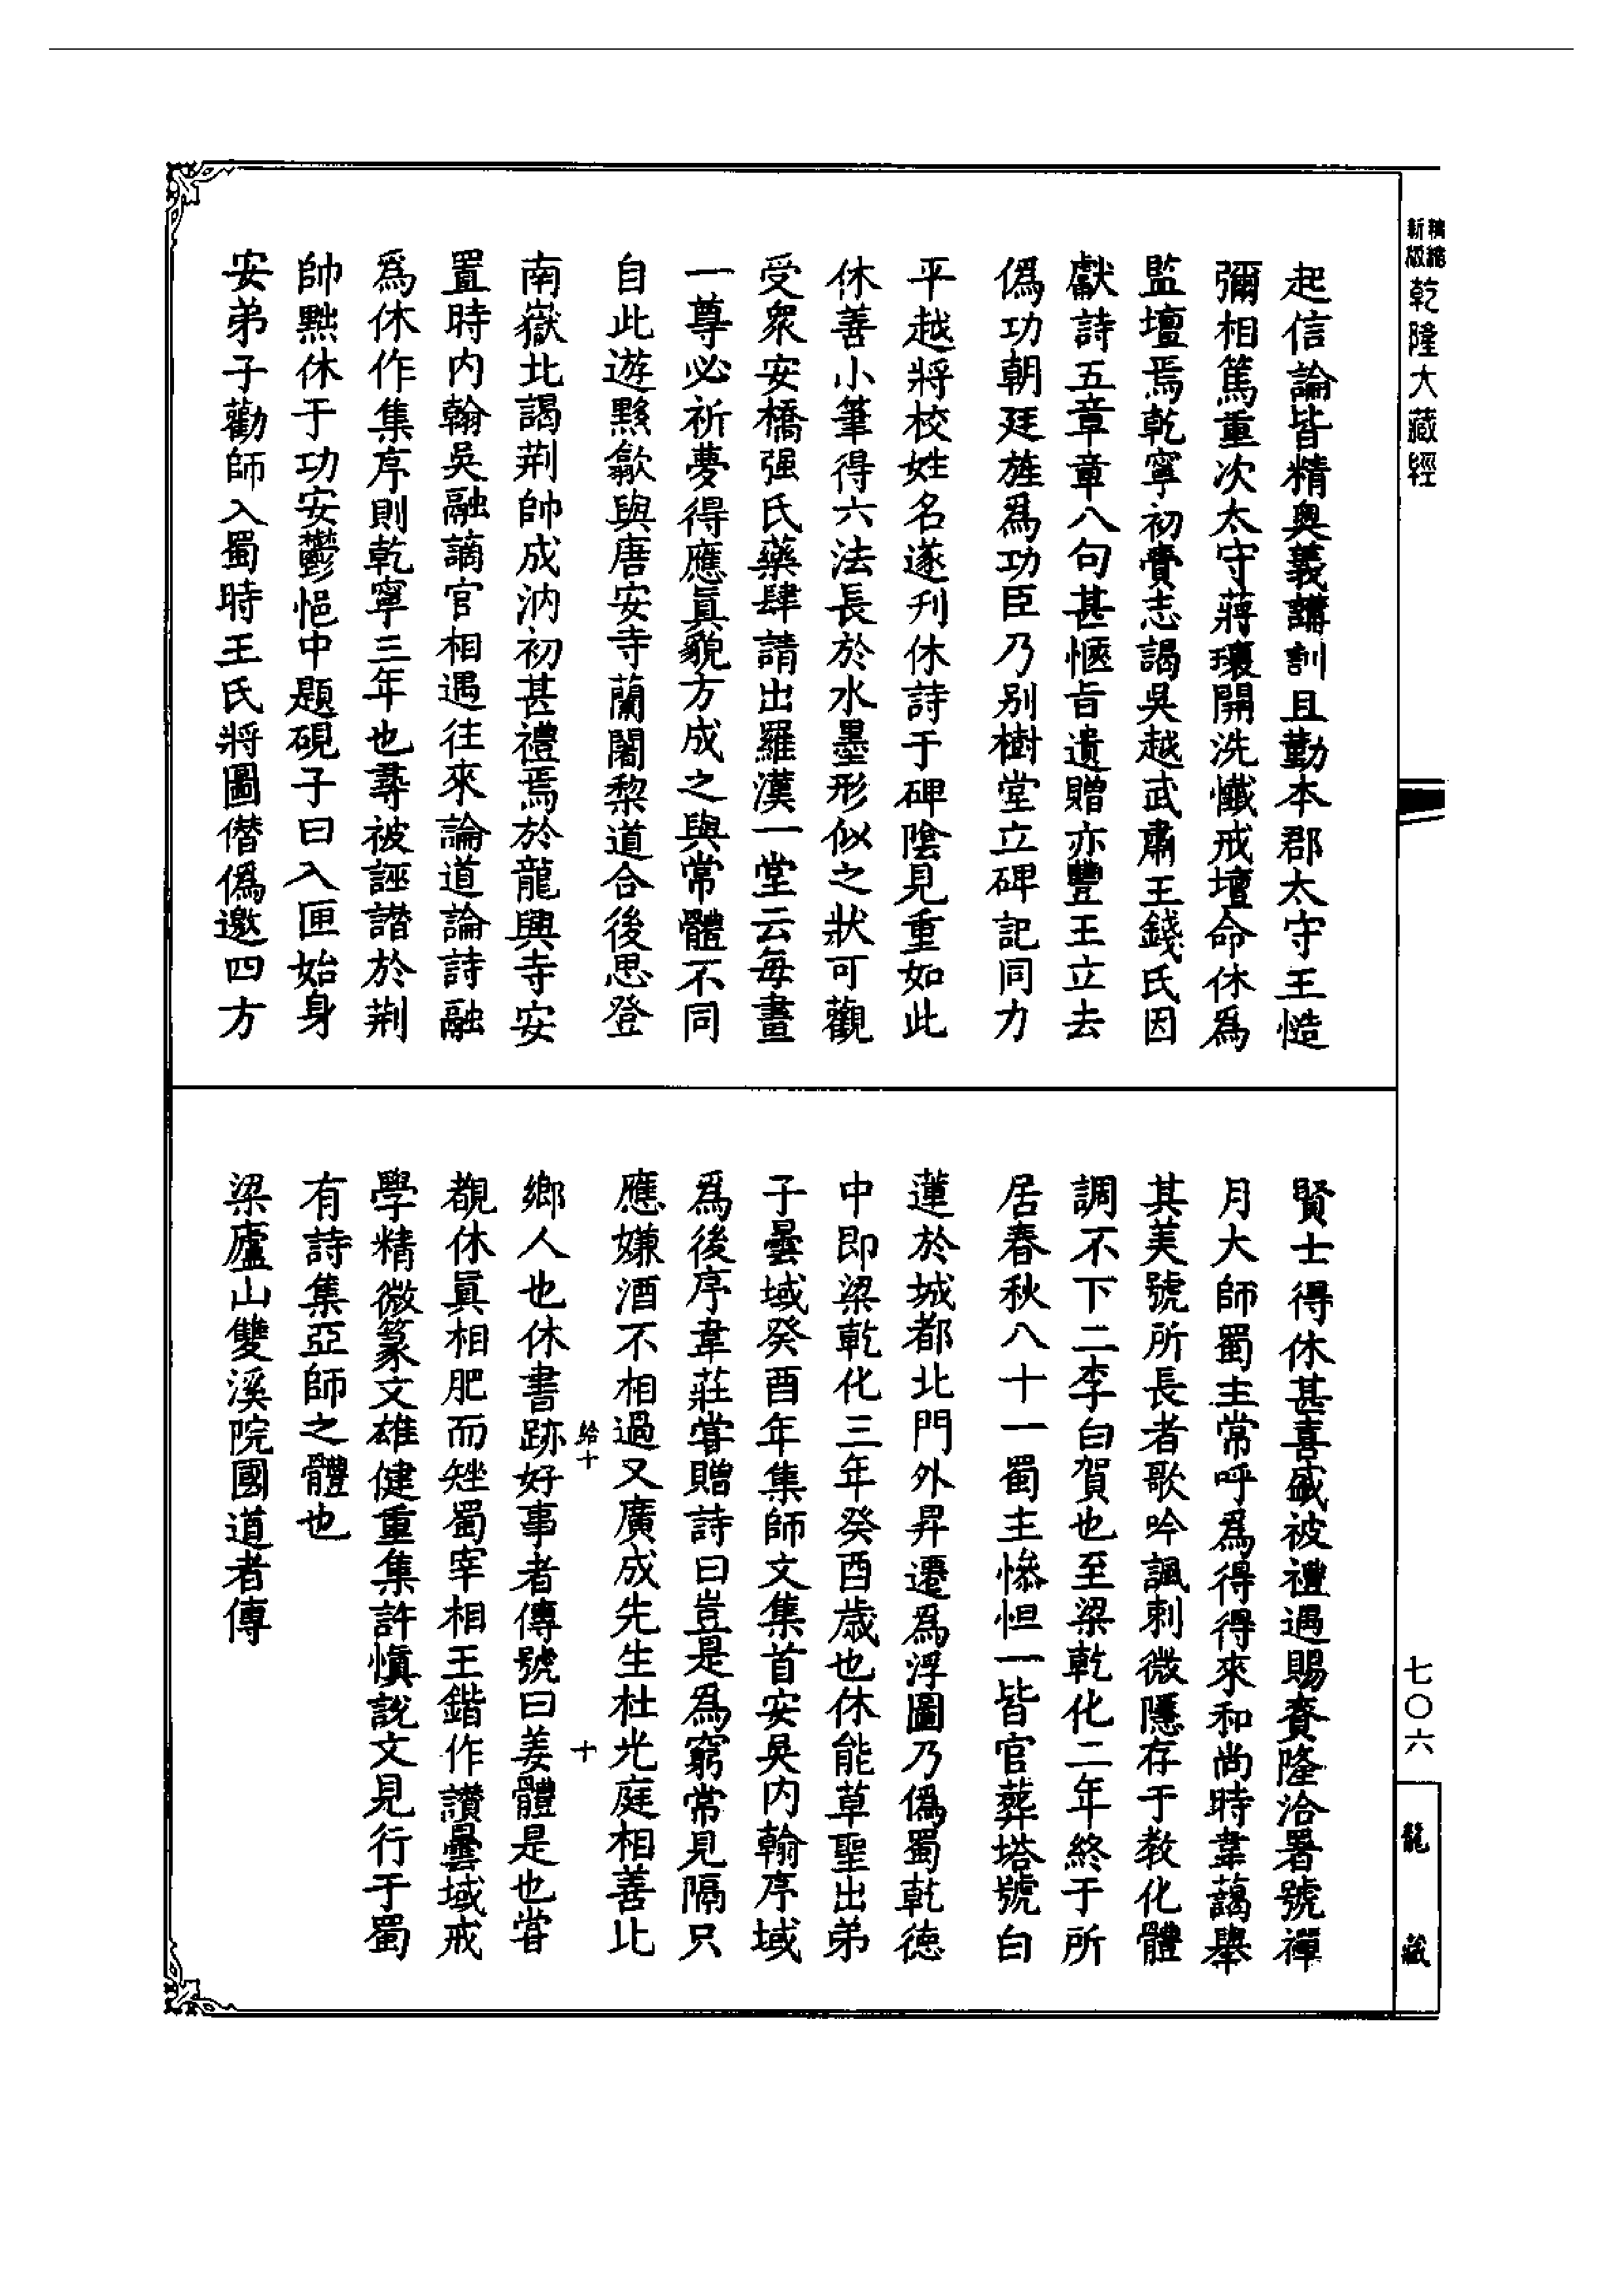 精縮新版
乾隆大藏經
起信論皆精奧義講訓且勤本郡太守王慥
彌相篤重次太守蔣瓌開洗懺戒壇命休爲
監壇焉乾寧初賷志謁吳越武肅王錢氏因
獻詩五章章八句甚愜旨遺贈亦豐王立去
僞功朝廷旌爲功臣乃別樹堂立碑記同力
平越將校姓名遂刋休詩于碑陰見重如此
休善小筆得六法長於水墨形似之狀可觀
受衆安橋强氏藥肆請出羅漢一堂云每畫
一尊必祈夢得應眞貌方成之與常體不同
自此遊黟歙與唐安寺蘭闍黎道合後思登
南嶽北謁荆帥成汭初甚禮焉於龍興寺安
置時内翰吳融謫官相遇往來論道論詩融
爲休作集序則乾寧三年也尋被誣譖於荆
帥黜休于功安鬱悒中題硯子曰入匣始身
安弟子勸師入蜀時王氏將圖僭僞邀四方
賢士得休甚喜盛被禮遇賜賚隆洽署號禪
月大師蜀主常呼爲得得來和尚時韋藹舉
其美號所長者歌吟諷刺微隱存于教化體
調不下二李白賀也至梁乾化二年終于所
居春秋八十一蜀主慘怛一皆官葬塔號白
蓮於城都北門外昇遷爲浮圖乃僞蜀乾德
中即梁乾化三年癸酉歳也休能草聖出弟
子曇域癸酉年集師文集首安吳内翰序域
爲後序韋莊甞贈詩曰豈是爲窮常見隔只
應嫌酒不相過又廣成先生杜光庭相善比
給十
十
鄉人也休書跡好事者傳號曰姜體是也甞
覩休眞相肥而矬蜀宰相王鍇作讃曇域戒
學精微篆文雄健重集許愼說文見行于蜀
有詩集亞師之體也
梁廬山雙溪院國道者傳
七〇六
龍藏